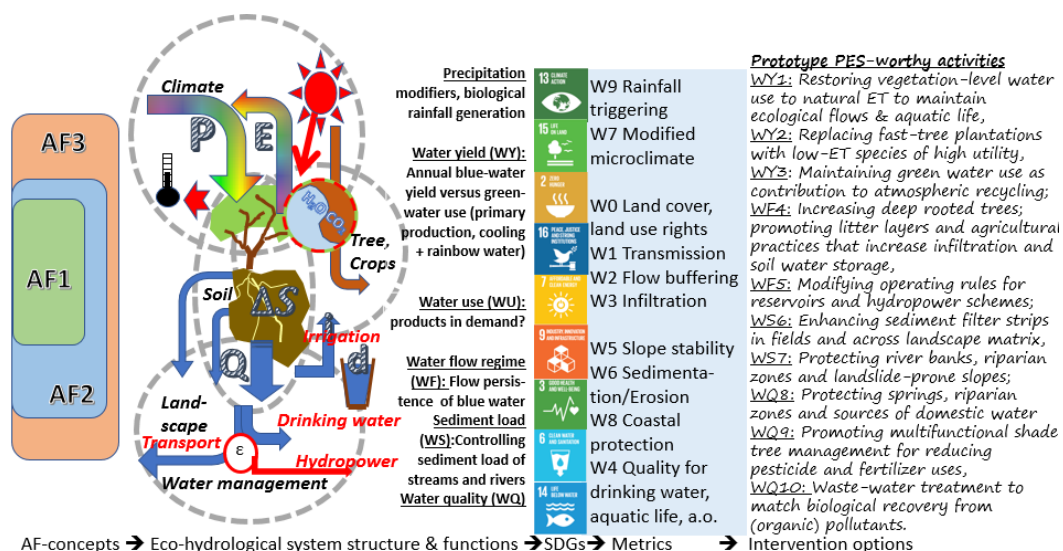 AF3
AF1
AF2
Climate
P
E
H₂O
CO₂
Tree,
Crops
Soil
ΔS
Irrigation
Q
d
Land-
scape
Transport
Drinking water
ε
Hydropower
Water management
Precipitation
modifiers, biological
rainfall generation
Water yield (WY):
Annual blue-water
yield versus green-
water use (primary
production, cooling
+ rainbow water)
Water use (WU):
products in demand?
Water flow regime
(WF): Flow persis-
tence of blue water
Sediment load
(WS):Controlling
sediment load of
streams and rivers
Water quality (WQ)
13 CLIMATE
ACTION
15 LIFE
ON LAND
2 ZERO
HUNGER
16 PEACE, JUSTICE
AND STRONG
INSTITUTIONS
7 AFFORDABLE AND
CLEAN ENERGY
9 INDUSTRY, INNOVATION
AND INFRASTRUCTURE
3 GOOD HEALTH
AND WELL-BEING
6 CLEAN WATER
AND SANITATION
14 LIFE
BELOW WATER
W9 Rainfall
triggering
W7 Modified
microclimate
W0 Land cover,
land use rights
W1 Transmission
W2 Flow buffering
W3 Infiltration
W5 Slope stability
W6 Sedimenta-
tion/Erosion
W8 Coastal
protection
W4 Quality for
drinking water,
aquatic life, a.o.
Prototype PES-worthy activities
WY1: Restoring vegetation-level water
use to natural ET to maintain
ecological flows & aquatic life,
WY2: Replacing fast-tree plantations
with low-ET species of high utility,
WY3: Maintaining green water use as
contribution to atmospheric recycling;
WF4: Increasing deep rooted trees;
promoting litter layers and agricultural
practices that increase infiltration and
soil water storage,
WF5: Modifying operating rules for
reservoirs and hydropower schemes;
WS6: Enhancing sediment filter strips
in fields and across landscape matrix,
WS7: Protecting river banks, riparian
zones and landslide-prone slopes;
WQ8: Protecting springs, riparian
zones and sources of domestic water
WQ9: Promoting multifunctional shade
tree management for reducing
pesticide and fertilizer uses,
WQ10: Waste-water treatment to
match biological recovery from
(organic) pollutants.
AF-concepts → Eco-hydrological system structure & functions → SDGs → Metrics → Intervention options